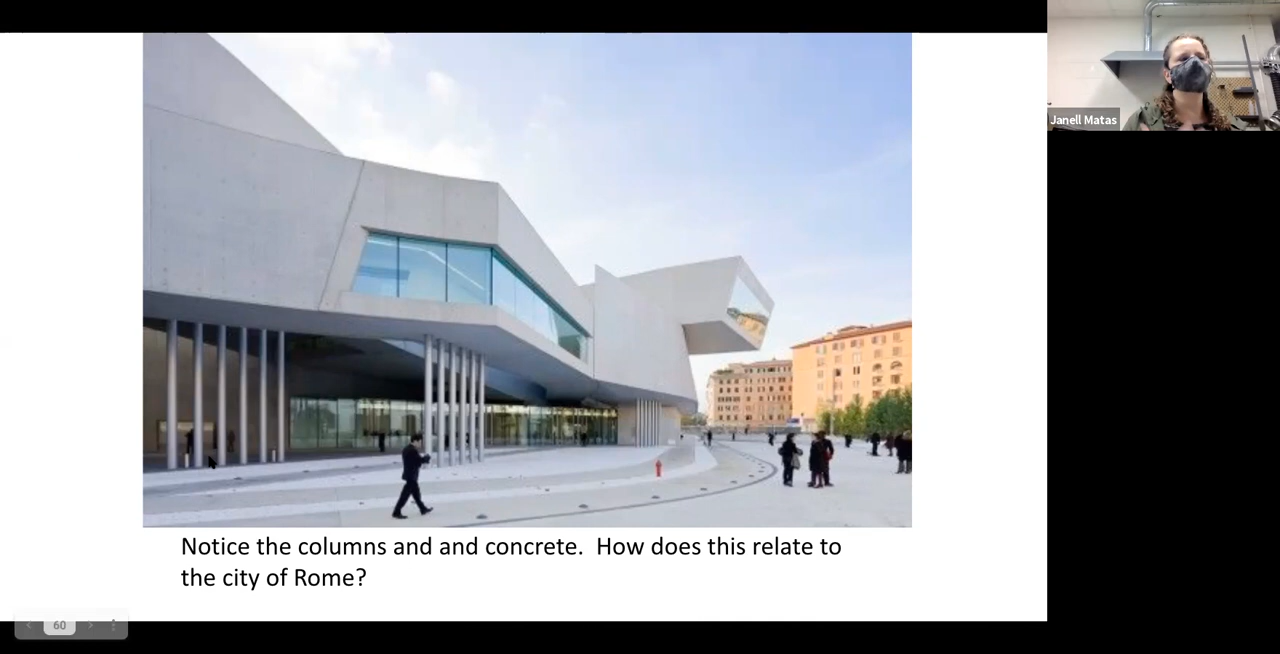 Janell Matas
Notice the columns and and concrete.  How does this relate to
the city of Rome?
60